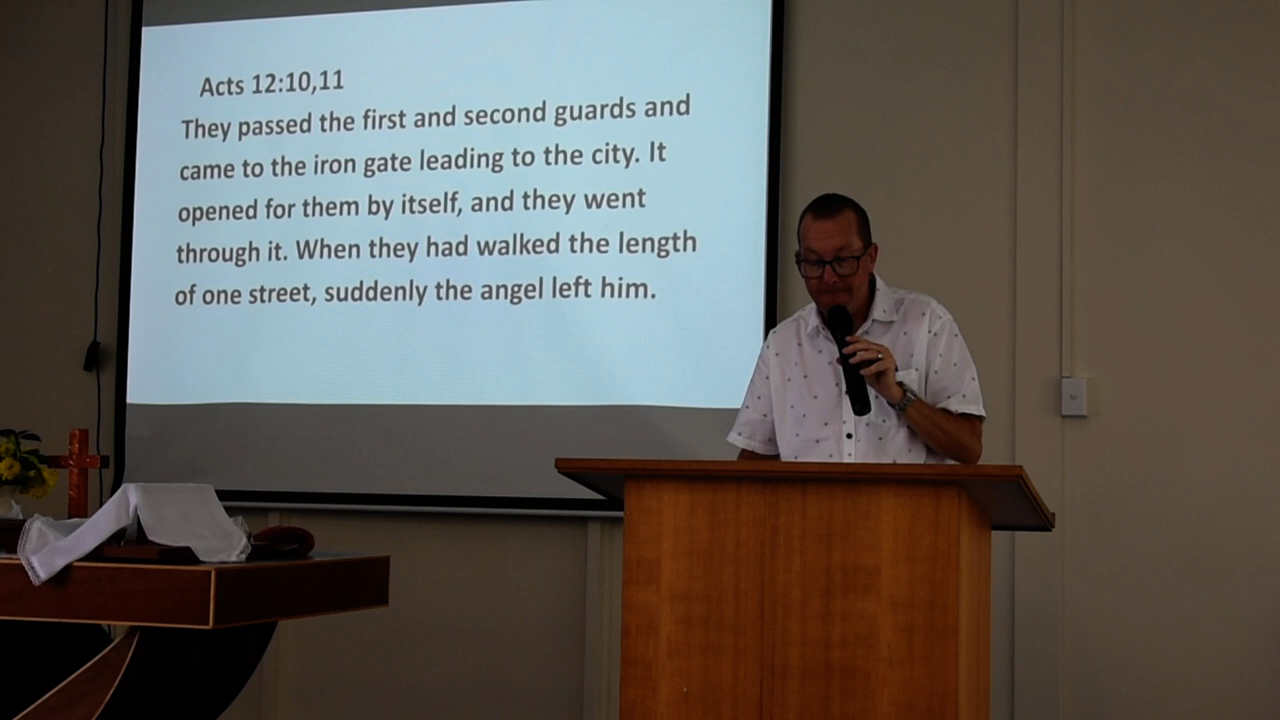 Acts 12:10,11
They passed the first and second guards and
came to the iron gate leading to the city. It
opened for them by itself, and they went
through it. When they had walked the length
of one street, suddenly the angel left him.